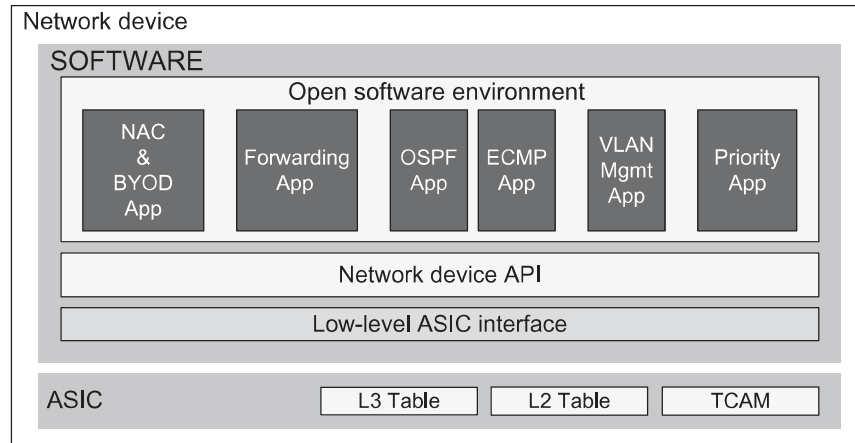 Network device
SOFTWARE
Open software environment
NAC
&
BYOD
App
Forwarding
App
OSPF
App
ECMP
App
VLAN
Mgmt
App
Priority
App
Network device API
Low-level ASIC interface
ASIC
L3 Table
L2 Table
TCAM